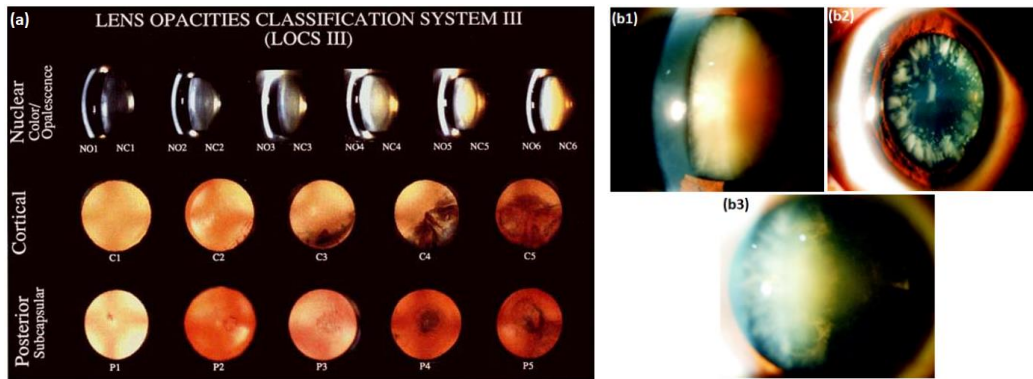 (a)
LENS OPACITIES CLASSIFICATION SYSTEM III
(LOCS III)
Nuclear
Color/
Opalescence
NO1 NC1 NO2 NC2 NO3 NC3 NO4 NC4 NO5 NC5 NO6 NC6
Cortical
C1 C2 C3 C4 C5
Posterior
Subcapsular
P1 P2 P3 P4 P5
(b1)
(b2)
(b3)